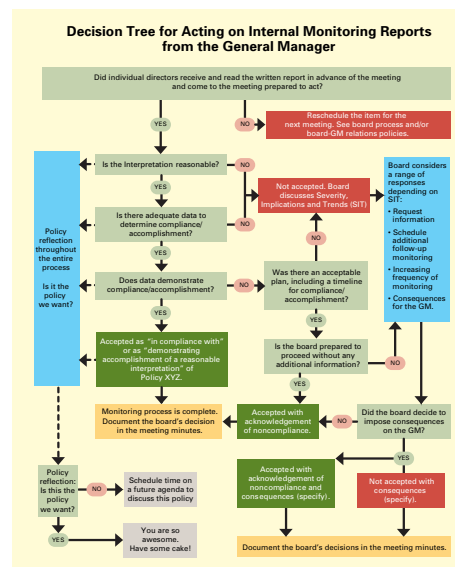 Decision Tree for Acting on Internal Monitoring Reports
from the General Manager
Did individual directors receive and read the written report in advance of the meeting
and come to the meeting prepared to act?
YES
NO
Reschedule the item for the
next meeting. See board process and/or
board-GM relations policies.
Is the Interpretation reasonable?
NO
YES
Not accepted. Board
discusses Severity,
Implications and Trends (SIT)
Board considers
a range of
responses
depending on
SIT:
• Request
information
• Schedule
additional
follow-up
monitoring
• Increasing
frequency of
monitoring
• Consequences
for the GM.
Policy
reflection
throughout
the entire
process
Is it the
policy
we want?
Is there adequate data to
determine compliance/
accomplishment?
NO
YES
NO
Does data demonstrate
compliance/accomplishment?
NO
YES
Was there an acceptable
plan, including a timeline
for compliance/
accomplishment?
YES
Accepted as “in compliance with”
or as “demonstrating
accomplishment of a reasonable
interpretation” of
Policy XYZ.
Is the board prepared to
proceed without any
additional information?
NO
YES
Monitoring process is complete.
Document the board’s decision
in the meeting minutes.
Accepted with
acknowledgement
of noncompliance.
NO
Did the board decide to
impose consequences
on the GM?
YES
Policy
reflection:
Is this the
policy
we want?
NO
Schedule time on
a future agenda to
discuss this policy
Accepted with
acknowledgement of
noncompliance and
consequences (specify).
Not accepted with
consequences
(specify).
YES
You are so
awesome.
Have some cake!
Document the board’s decisions in the meeting minutes.